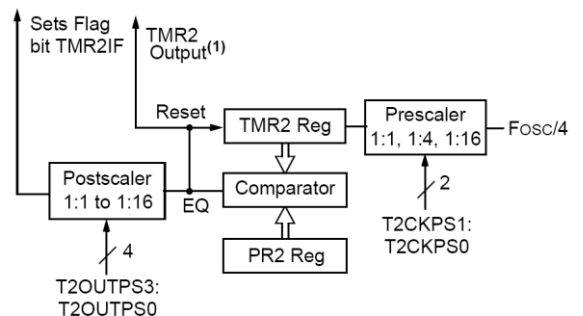 Sets Flag
bit TMR2IF
TMR2
Output(1)
Reset
TMR2 Reg
Prescaler
1:1, 1:4, 1:16
FOSC/4
Postscaler
1:1 to 1:16
EQ
Comparator
2
T2CKPS1:
T2CKPS0
4
T2OUTPS3:
T2OUTPS0
PR2 Reg